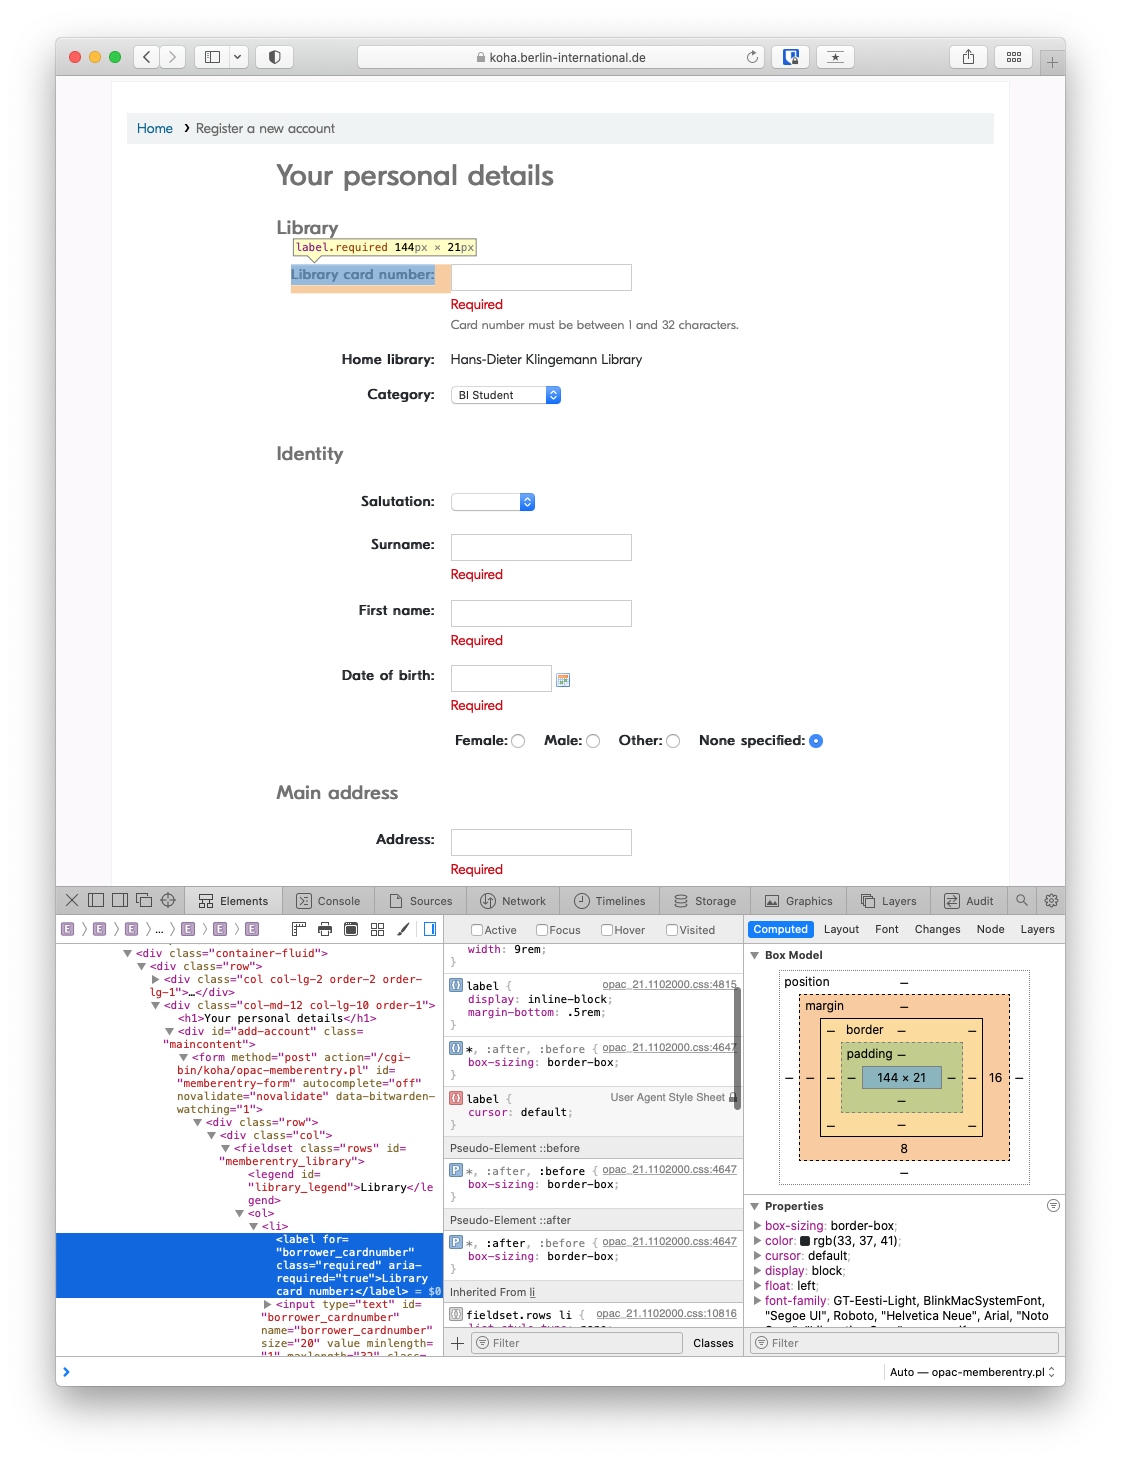 koha.berlin-international.de
Home › Register a new account
Your personal details
Library
label.required 144px × 21px
Library card number:
Required
Card number must be between 1 and 32 characters.
Home library: Hans-Dieter Klingemann Library
Category: BI Student
Identity
Salutation:
Surname:
Required
First name:
Required
Date of birth:
Required
Female: Male: Other: None specified:
Main address
Address:
Required
Elements Console Sources Network Timelines Storage Graphics Layers Audit
E E E ... E E E
<div class="container-fluid">
<div class="row">
<div class="col col-lg-2 order-2 order-
lg-1">…</div>
<div class="col-md-12 col-lg-10 order-1">
<h1>Your personal details</h1>
<div id="add-account" class=
"maincontent">
<form method="post" action="/cgi-
bin/koha/opac-memberentry.pl" id=
"memberentry-form" autocomplete="off"
novalidate="novalidate" data-bitwarden-
watching="1">
<div class="row">
<div class="col">
<fieldset class="rows" id=
"memberentry_library">
<legend id=
"library_legend">Library</le
gend>
<ol>
<li>
<label for=
"borrower_cardnumber"
class="required" aria-
required="true">Library
card number:</label> = $0
<input type="text" id=
"borrower_cardnumber"
name="borrower_cardnumber"
size="20" value minlength=
"1" maxlength="32" class=
Active Focus Hover Visited
width: 9rem;
}
label { opac_21.1102000.css:4815
display: inline-block;
margin-bottom: .5rem;
}
*, :after, :before { opac_21.1102000.css:4647
box-sizing: border-box;
}
label { User Agent Style Sheet
cursor: default;
}
Pseudo-Element ::before
P *, :after, :before { opac_21.1102000.css:4647
box-sizing: border-box;
}
Pseudo-Element ::after
P *, :after, :before { opac_21.1102000.css:4647
box-sizing: border-box;
}
Inherited From li
fieldset.rows li { opac_21.1102000.css:10816
Filter Classes
Computed Layout Font Changes Node Layers
Box Model
position –
margin –
– border – –
padding –
– – – – 144 × 21 – – 16 –
–
– – –
8
–
Properties
box-sizing: border-box;
color: rgb(33, 37, 41);
cursor: default;
display: block;
float: left;
font-family: GT-Eesti-Light, BlinkMacSystemFont,
"Segoe UI", Roboto, "Helvetica Neue", Arial, "Noto
Filter
Auto — opac-memberentry.pl